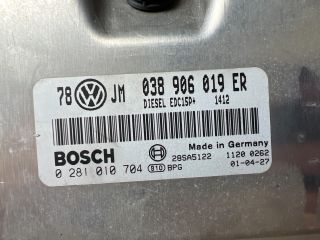 78 JM 038 906 019 ER
DIESEL EDC15P+ 1412
Made in Germany
BOSCH 28SA5122 1120 0262
0 281 010 704 810 BPG 01-04-27